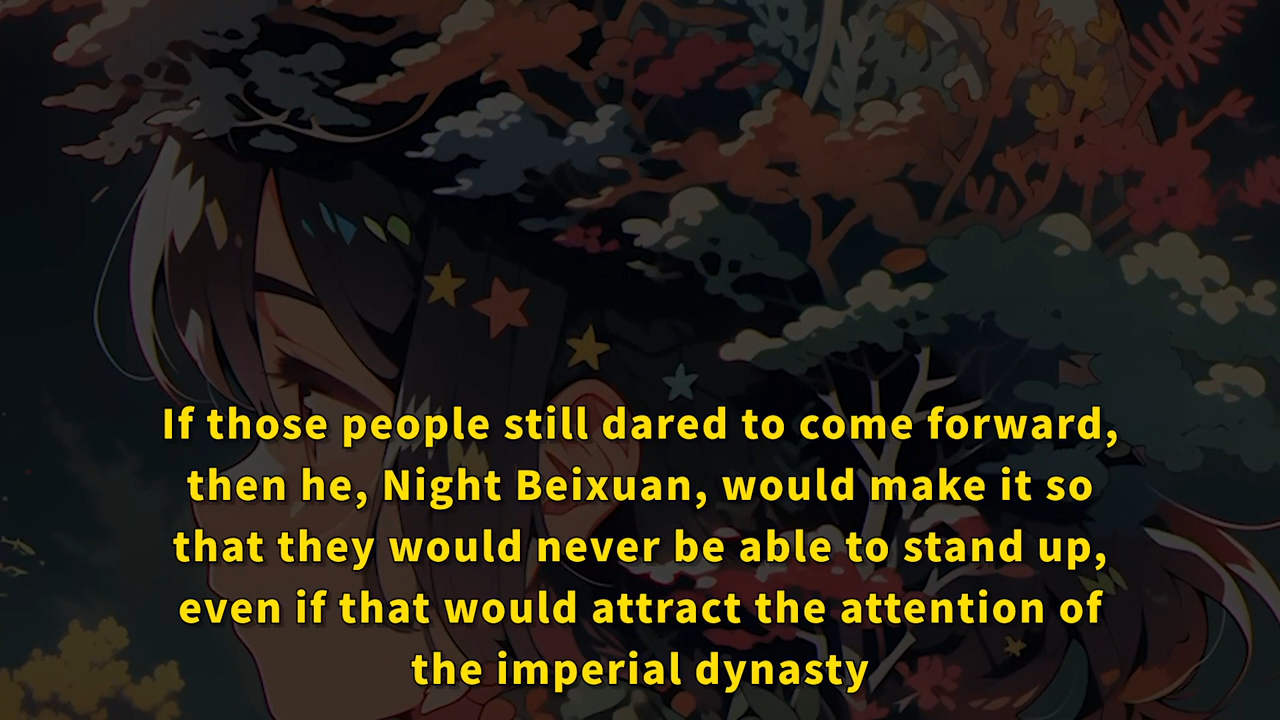 If those people still dared to come forward,
then he, Night Beixuan, would make it so
that they would never be able to stand up,
even if that would attract the attention of
the imperial dynasty